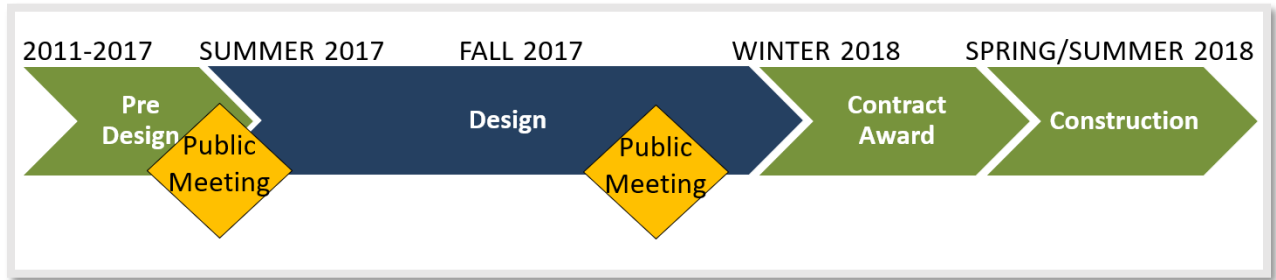 2011-2017
SUMMER 2017
FALL 2017
WINTER 2018
SPRING/SUMMER 2018
Pre
Design
Public
Meeting
Design
Public
Meeting
Contract
Award
Construction